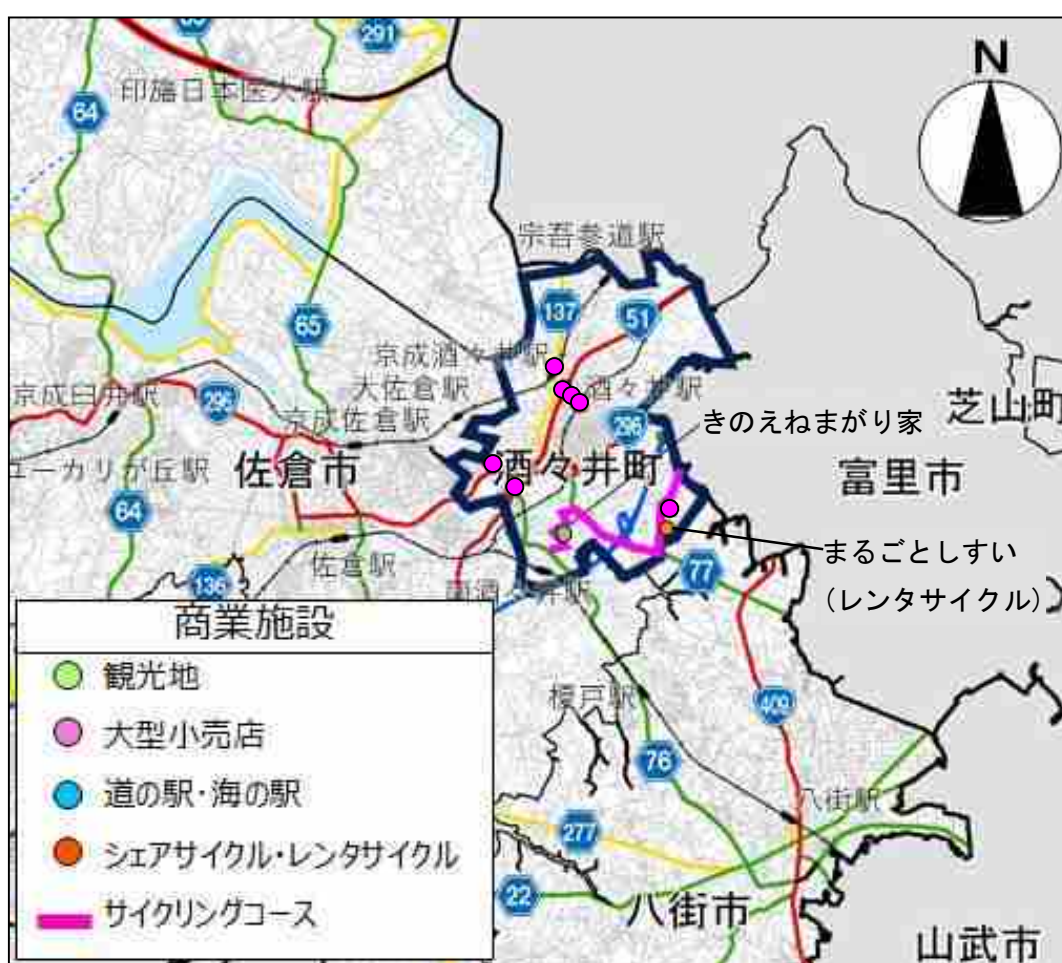 N
291
印旛日本医大駅
64
宗吾参道駅
137
51
65
京成酒々井駅
大佐倉駅
酒々井駅
京成臼井駅
296
京成佐倉駅
296
きのえねまがり家
芝山町
ユーカリが丘駅
佐倉市
酒々井町
富里市
64
佐倉駅
まるごとしすい
（レンタサイクル）
136
77
商業施設
観光地
大型小売店
道の駅・海の駅
シェアサイクル・レンタサイクル
サイクリングコース
榎戸駅
409
76
八街駅
277
22
八街市
山武市